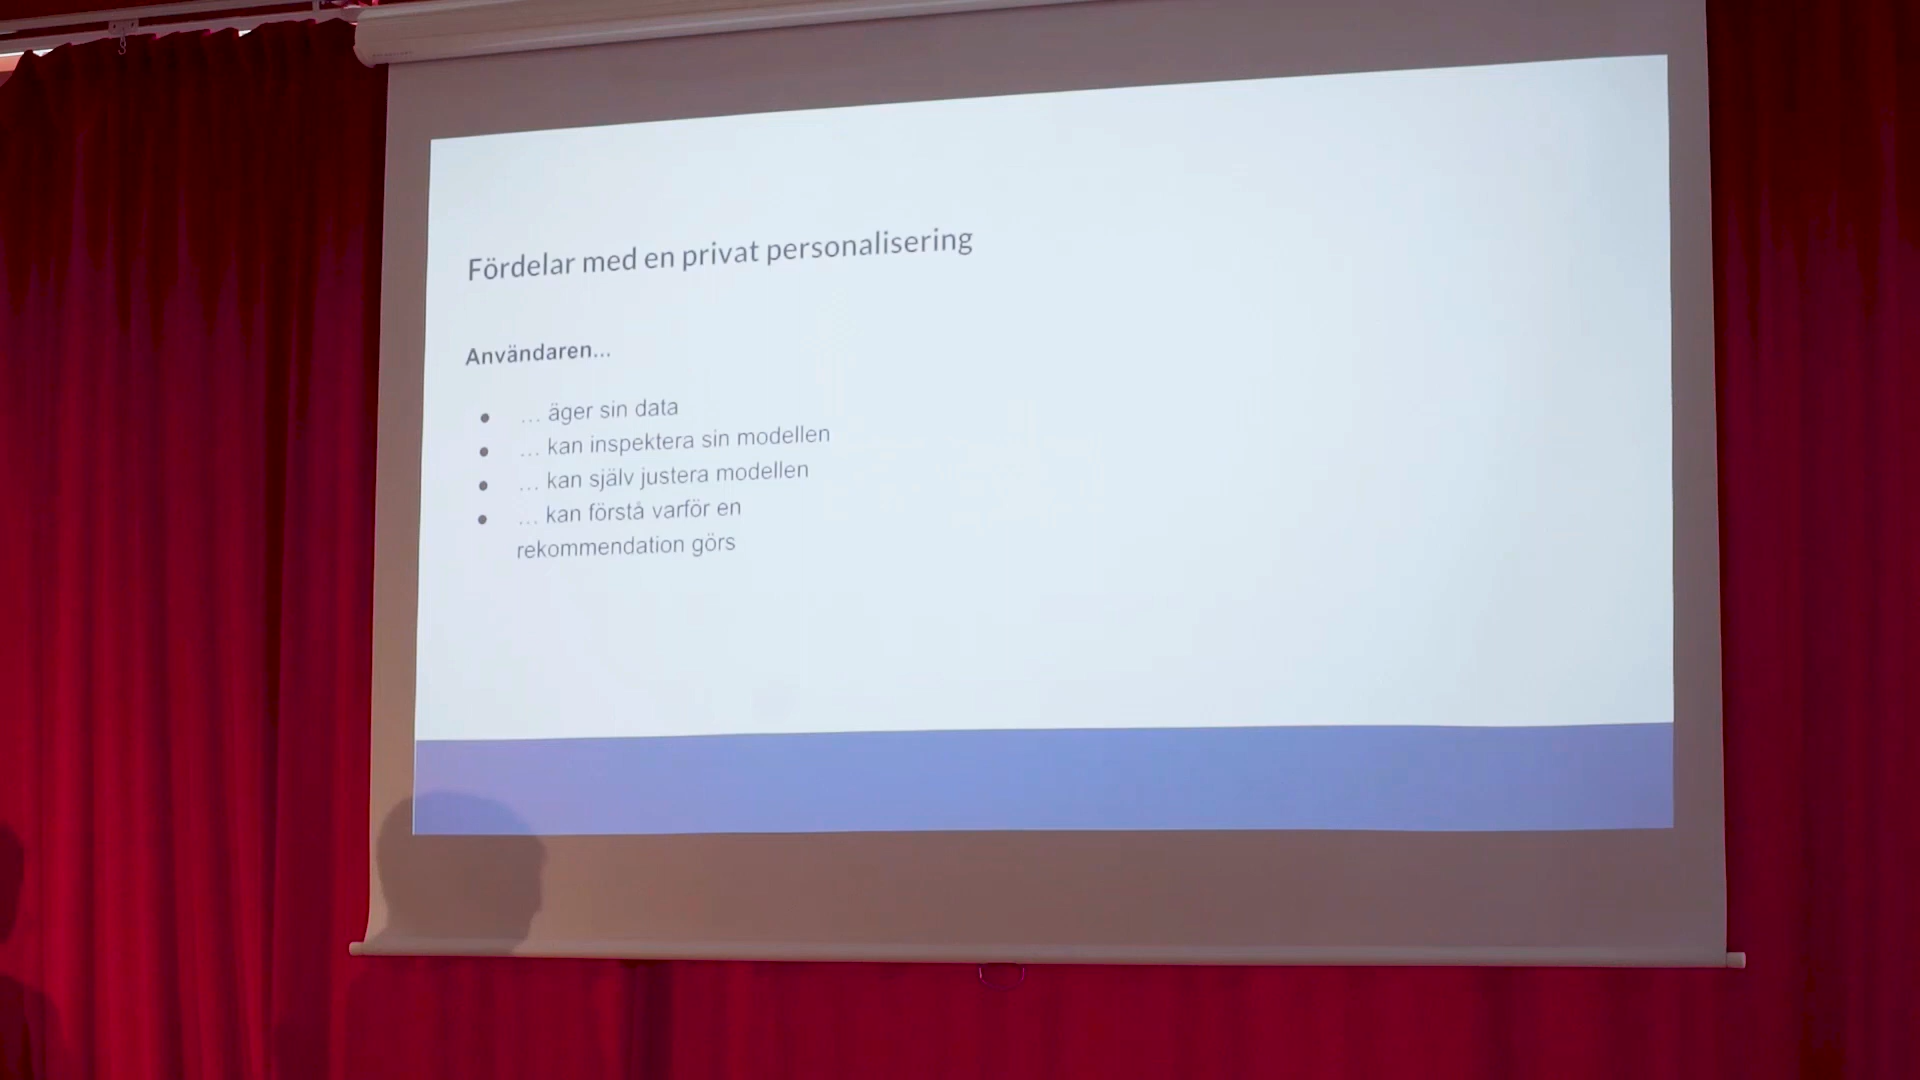 Fördelar med en privat personalisering
Användaren...
● ... äger sin data
● ... kan inspektera sin modellen
● ... kan själv justera modellen
● ... kan förstå varför en
rekommendation görs